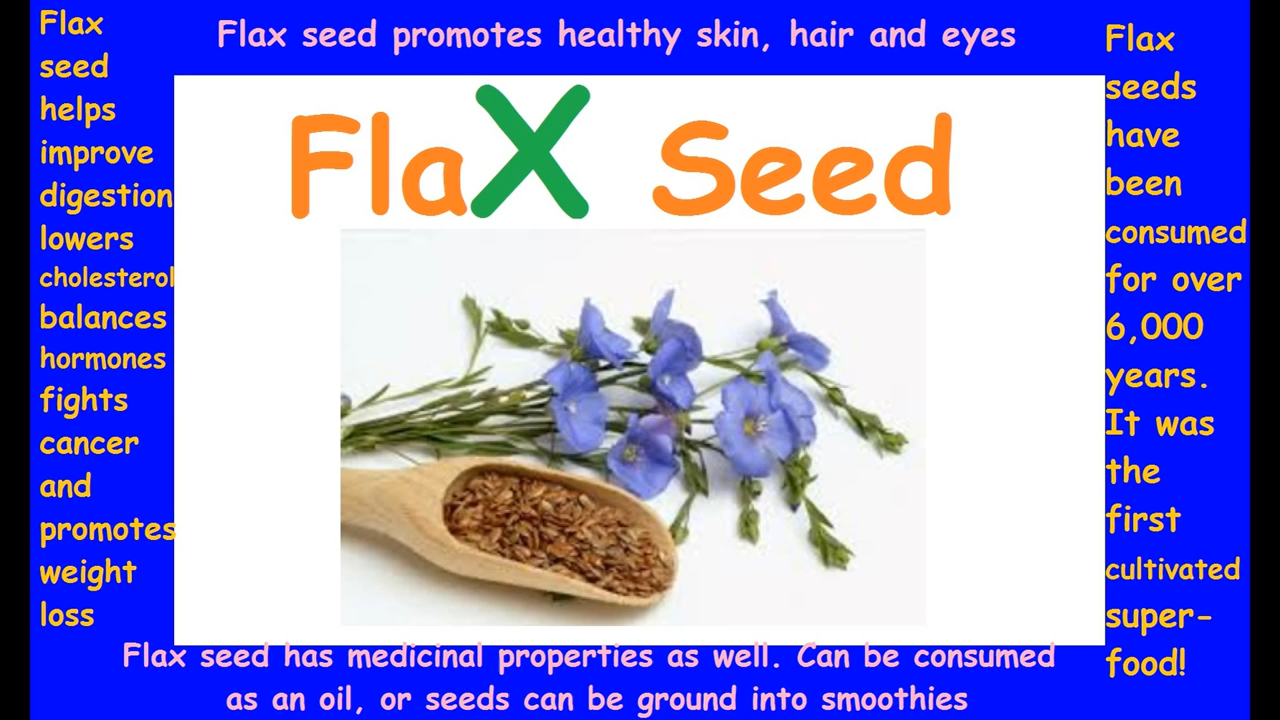 Flax seed promotes healthy skin, hair and eyes
Flax
seed
helps
improve
digestion
lowers
cholesterol
balances
hormones
fights
cancer
and
promotes
weight
loss
FlaX Seed
Flax
seeds
have
been
consumed
for over
6,000
years.
It was
the
first
cultivated
super-
food!
Flax seed has medicinal properties as well. Can be consumed
as an oil, or seeds can be ground into smoothies